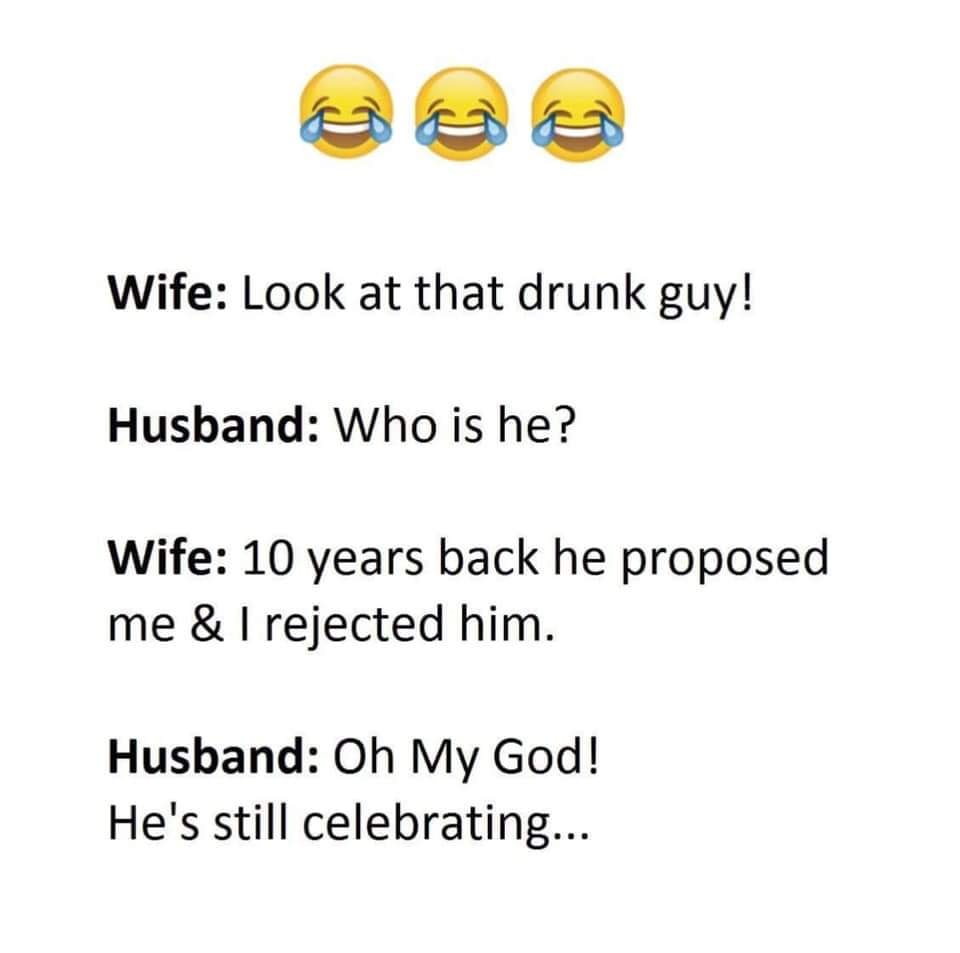 Wife: Look at that drunk guy!
Husband: Who is he?
Wife: 10 years back he proposed
me & I rejected him.
Husband: Oh My God!
He's still celebrating...